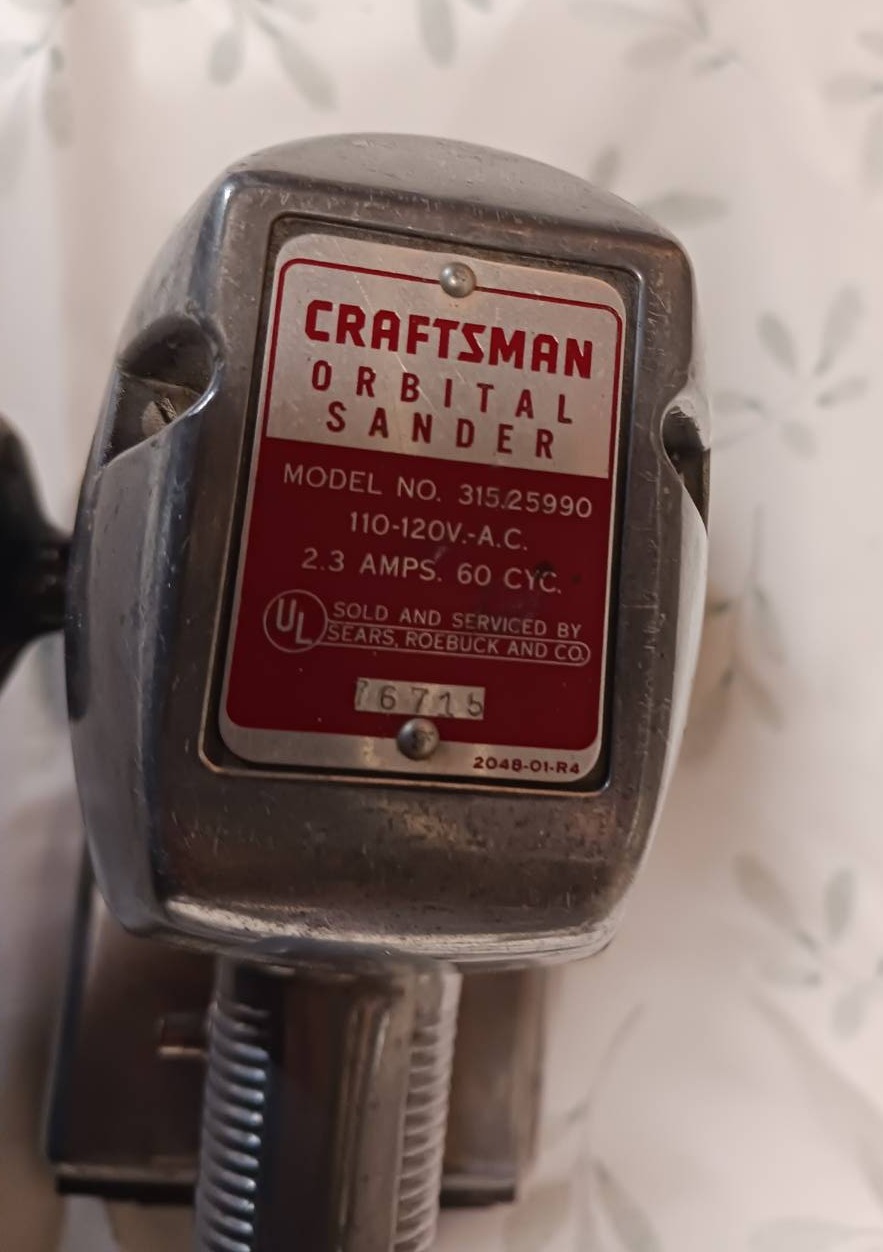 CRAFTSMAN
ORBITAL
SANDER
MODEL NO. 315.25990
110-120V.-A.C.
2.3 AMPS. 60 CYC.
UL
SOLD AND SERVICED BY
SEARS, ROEBUCK AND CO.
76715
2048-01-R4